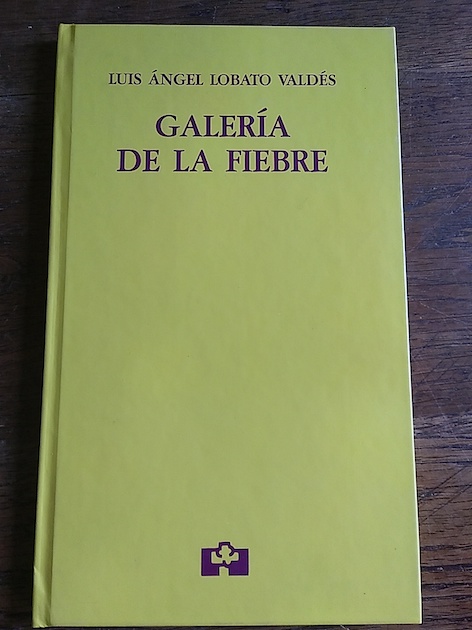 LUIS ÁNGEL LOBATO VALDÉS
GALERÍA
DE LA FIEBRE